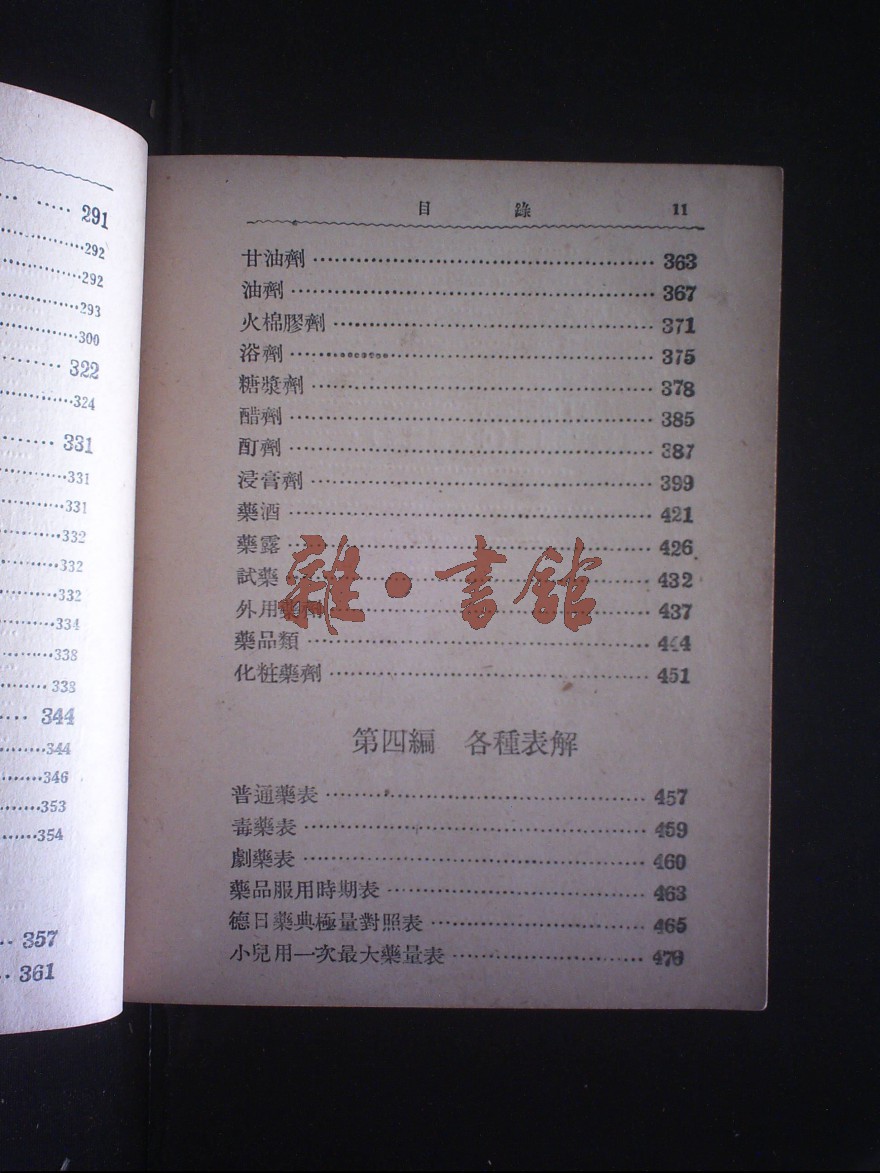 291
292
292
293
300
322
324
331
331
331
332
332
332
334
338
338
344
344
346
353
354
357
361
目 錄 11
甘油劑 363
油劑 367
火棉膠劑 371
浴劑 375
糖漿劑 378
醋劑 385
酊劑 387
浸膏劑 399
藥酒 421
藥露 426
試藥 432
外用藥劑 437
藥品類 444
化粧藥劑 451
雜·書館
第四編 各種表解
普通藥表 457
毒藥表 459
劇藥表 460
藥品服用時期表 463
德日藥典極量對照表 465
小兒用一次最大藥量表 479